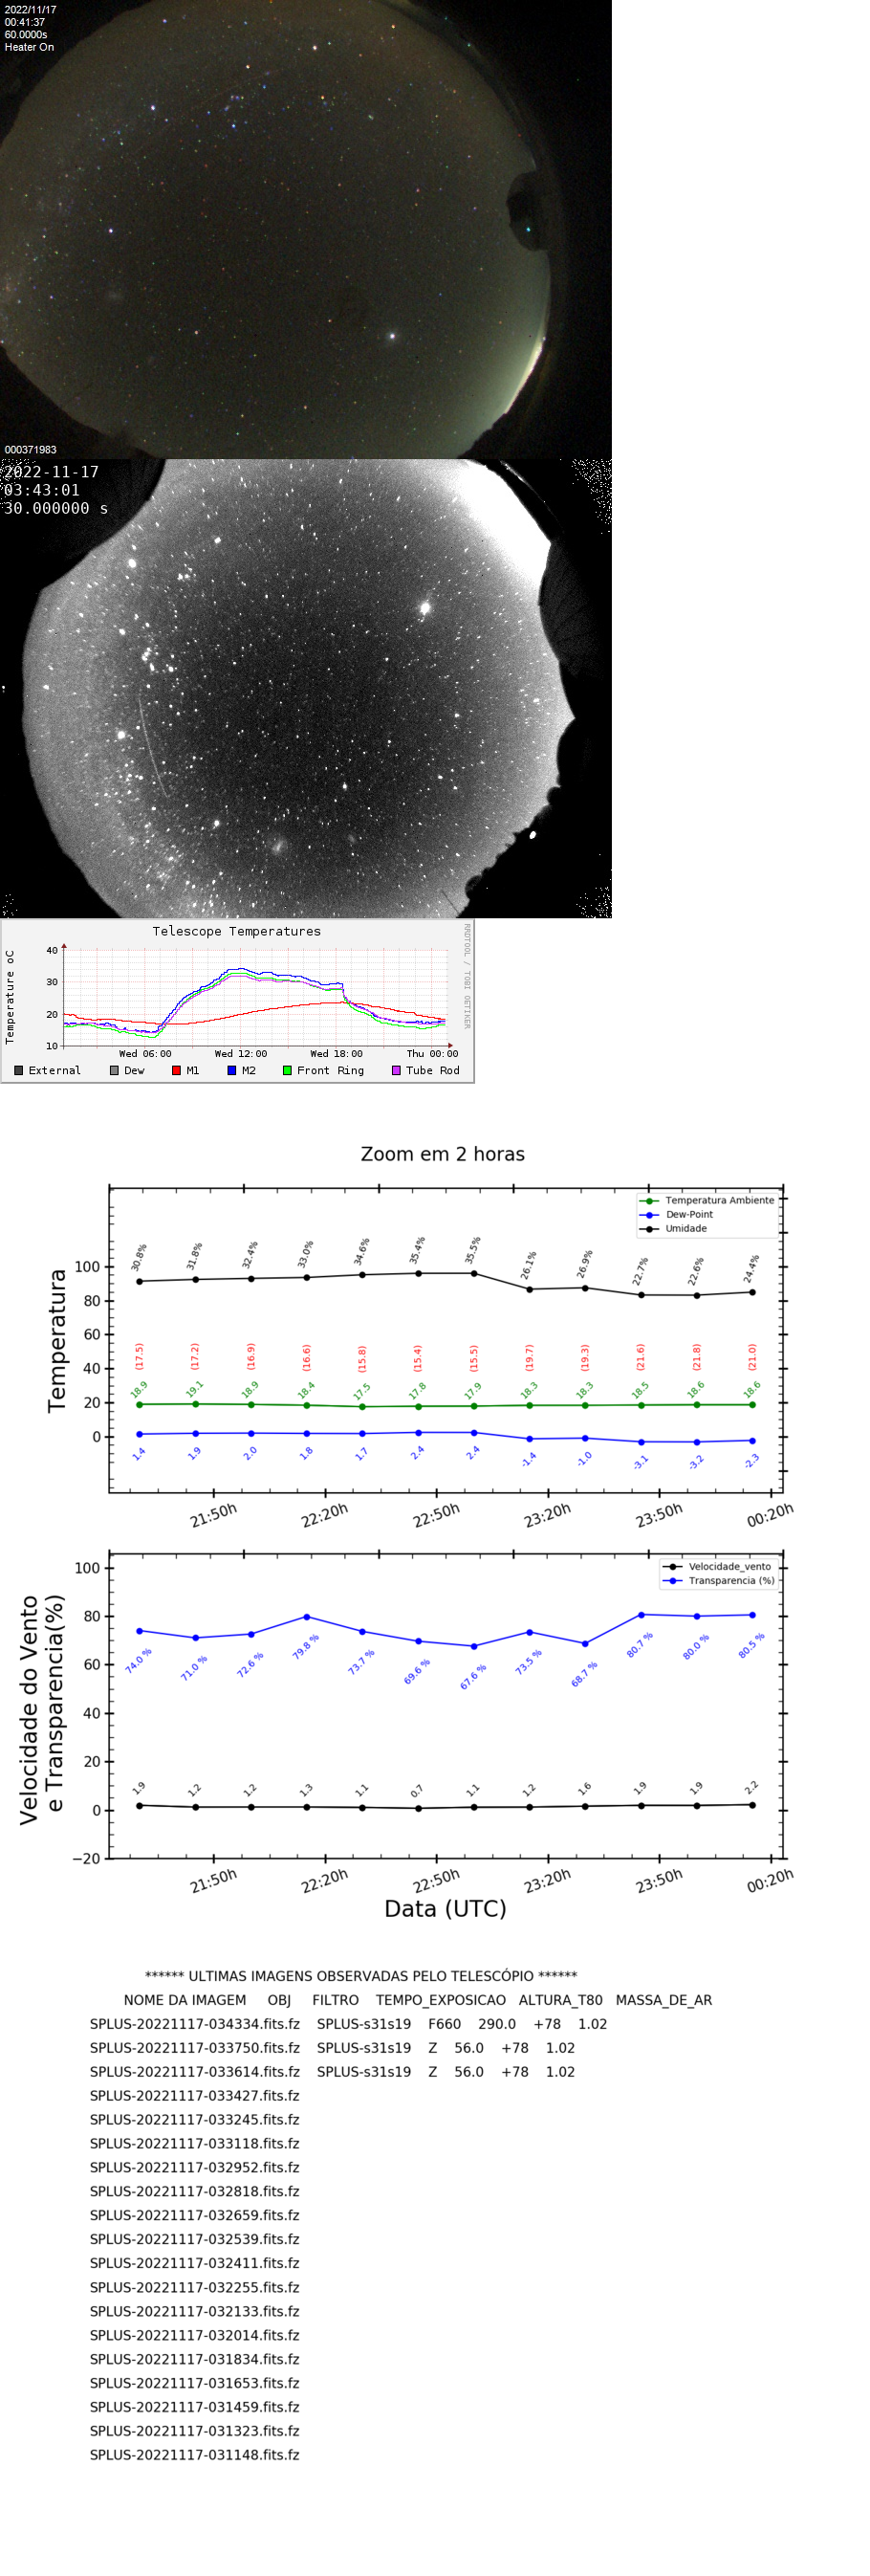 2022/11/17
00:41:37
60.0000s
Heater On
000371983
2022-11-17
03:43:01
30.000000 s
Telescope Temperatures
RRDTOOL / TOBI OETIKER
Temperature oC
40
30
20
10
Wed 06:00 Wed 12:00 Wed 18:00 Thu 00:00
External Dew M1 M2 Front Ring Tube Rod
Zoom em 2 horas
Temperatura Ambiente
Dew-Point
Umidade
Temperatura
100
80
60
40
20
0
30.8% 31.8% 32.4% 33.0% 34.6% 35.4% 35.5% 26.1% 26.9% 22.7% 22.6% 24.4%
(17.5) (17.2) (16.9) (16.6) (15.8) (15.4) (15.5) (19.7) (19.3) (21.6) (21.8) (21.0)
18.9 19.1 18.9 18.4 17.5 17.8 17.9 18.3 18.3 18.5 18.6 18.6
1.4 1.9 2.0 1.8 1.7 2.4 2.4 -1.4 -1.0 -3.1 -3.2 -2.3
21:50h 22:20h 22:50h 23:20h 23:50h 00:20h
Velocidade_vento
Transparencia (%)
Velocidade do Vento
e Transparencia(%)
100
80
60
40
20
0
−20
74.0 % 71.0 % 72.6 % 79.8 % 73.7 % 69.6 % 67.6 % 73.5 % 68.7 % 80.7 % 80.0 % 80.5 %
1.9 1.2 1.2 1.3 1.1 0.7 1.1 1.2 1.6 1.9 1.9 2.2
21:50h 22:20h 22:50h 23:20h 23:50h 00:20h
Data (UTC)
****** ULTIMAS IMAGENS OBSERVADAS PELO TELESCÓPIO ******
NOME DA IMAGEM OBJ FILTRO TEMPO_EXPOSICAO ALTURA_T80 MASSA_DE_AR
SPLUS-20221117-034334.fits.fz SPLUS-s31s19 F660 290.0 +78 1.02
SPLUS-20221117-033750.fits.fz SPLUS-s31s19 Z 56.0 +78 1.02
SPLUS-20221117-033614.fits.fz SPLUS-s31s19 Z 56.0 +78 1.02
SPLUS-20221117-033427.fits.fz
SPLUS-20221117-033245.fits.fz
SPLUS-20221117-033118.fits.fz
SPLUS-20221117-032952.fits.fz
SPLUS-20221117-032818.fits.fz
SPLUS-20221117-032659.fits.fz
SPLUS-20221117-032539.fits.fz
SPLUS-20221117-032411.fits.fz
SPLUS-20221117-032255.fits.fz
SPLUS-20221117-032133.fits.fz
SPLUS-20221117-032014.fits.fz
SPLUS-20221117-031834.fits.fz
SPLUS-20221117-031653.fits.fz
SPLUS-20221117-031459.fits.fz
SPLUS-20221117-031323.fits.fz
SPLUS-20221117-031148.fits.fz